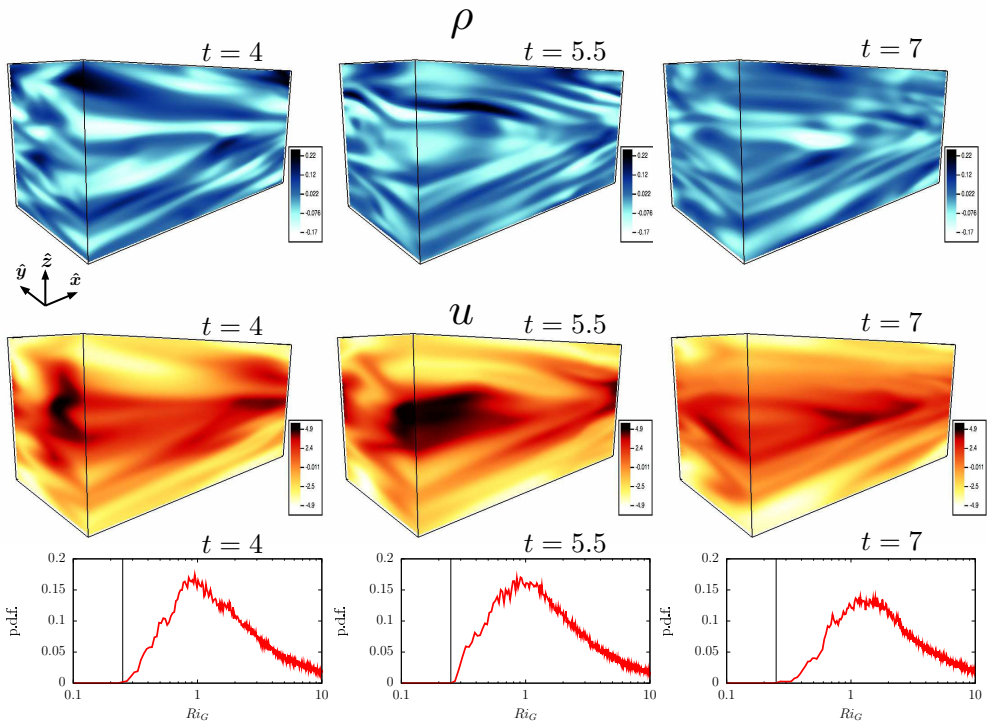 ρ
t = 4
t = 5.5
t = 7
0.22
0.12
0.022
-0.076
-0.17
0.22
0.12
0.022
-0.076
-0.17
0.22
0.12
0.022
-0.076
-0.17
ŷ
ẑ
x̂
u
t = 4
t = 5.5
t = 7
4.9
2.4
-0.011
-2.5
-4.9
4.9
2.4
-0.011
-2.5
-4.9
4.9
2.4
-0.011
-2.5
-4.9
t = 4
t = 5.5
t = 7
p.d.f.
0.2
0.15
0.1
0.05
0
0.1
1
10
Ri_G
p.d.f.
0.2
0.15
0.1
0.05
0
0.1
1
10
Ri_G
p.d.f.
0.2
0.15
0.1
0.05
0
0.1
1
10
Ri_G